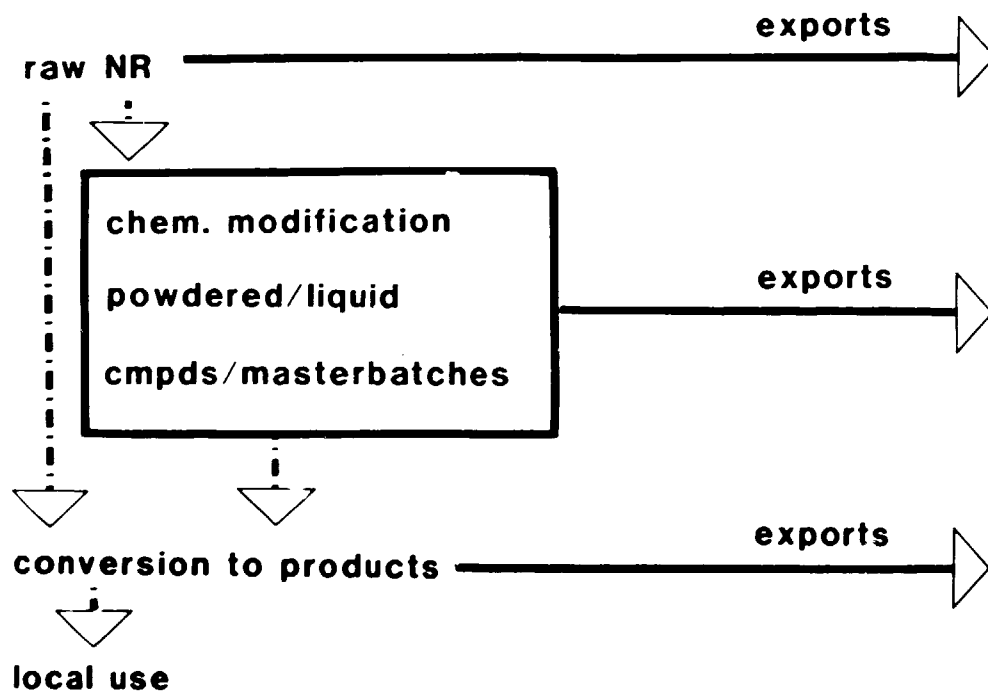 exports
raw NR
chem. modification
powdered/liquid
exports
cmpds/masterbatches
exports
conversion to products
local use